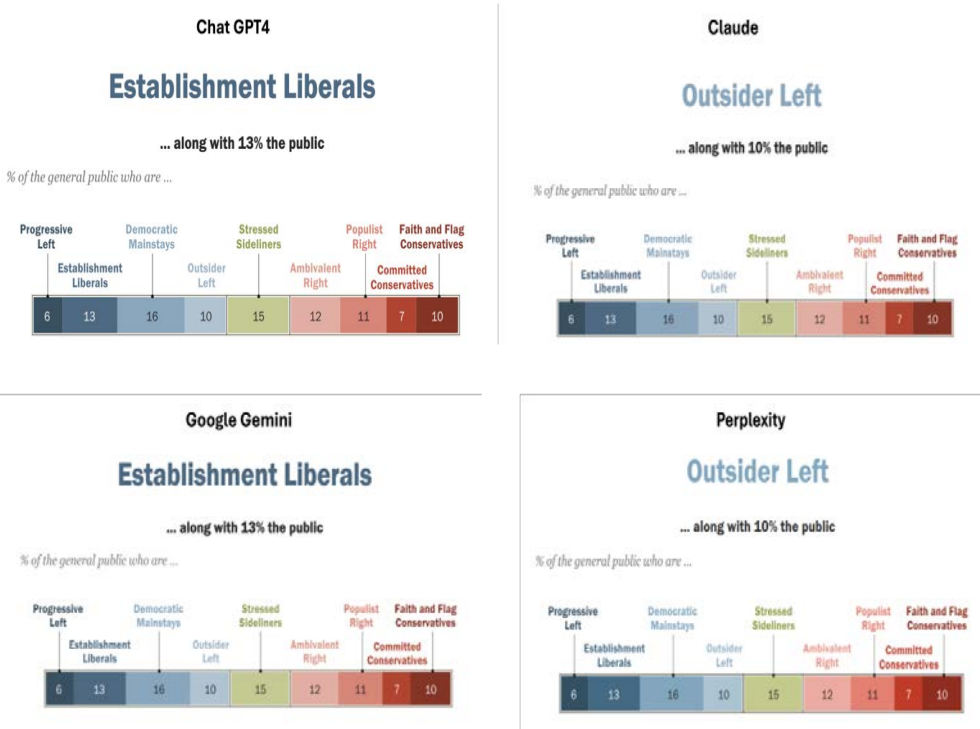 Chat GPT4
Establishment Liberals
... along with 13% the public
% of the general public who are ...
Progressive Left
Democratic Mainstays
Stressed Sideliners
Populist Right
Faith and Flag Conservatives
Establishment Liberals
Outsider Left
Ambivalent Right
Committed Conservatives
6 13 16 10 15 12 11 7 10
Claude
Outsider Left
... along with 10% the public
% of the general public who are ...
Progressive Left
Democratic Mainstays
Stressed Sideliners
Populist Right
Faith and Flag Conservatives
Establishment Liberals
Outsider Left
Ambivalent Right
Committed Conservatives
6 13 16 10 15 12 11 7 10
Google Gemini
Establishment Liberals
... along with 13% the public
% of the general public who are ...
Progressive Left
Democratic Mainstays
Stressed Sideliners
Populist Right
Faith and Flag Conservatives
Establishment Liberals
Outsider Left
Ambivalent Right
Committed Conservatives
6 13 16 10 15 12 11 7 10
Perplexity
Outsider Left
... along with 10% the public
% of the general public who are ...
Progressive Left
Democratic Mainstays
Stressed Sideliners
Populist Right
Faith and Flag Conservatives
Establishment Liberals
Outsider Left
Ambivalent Right
Committed Conservatives
6 13 16 10 15 12 11 7 10